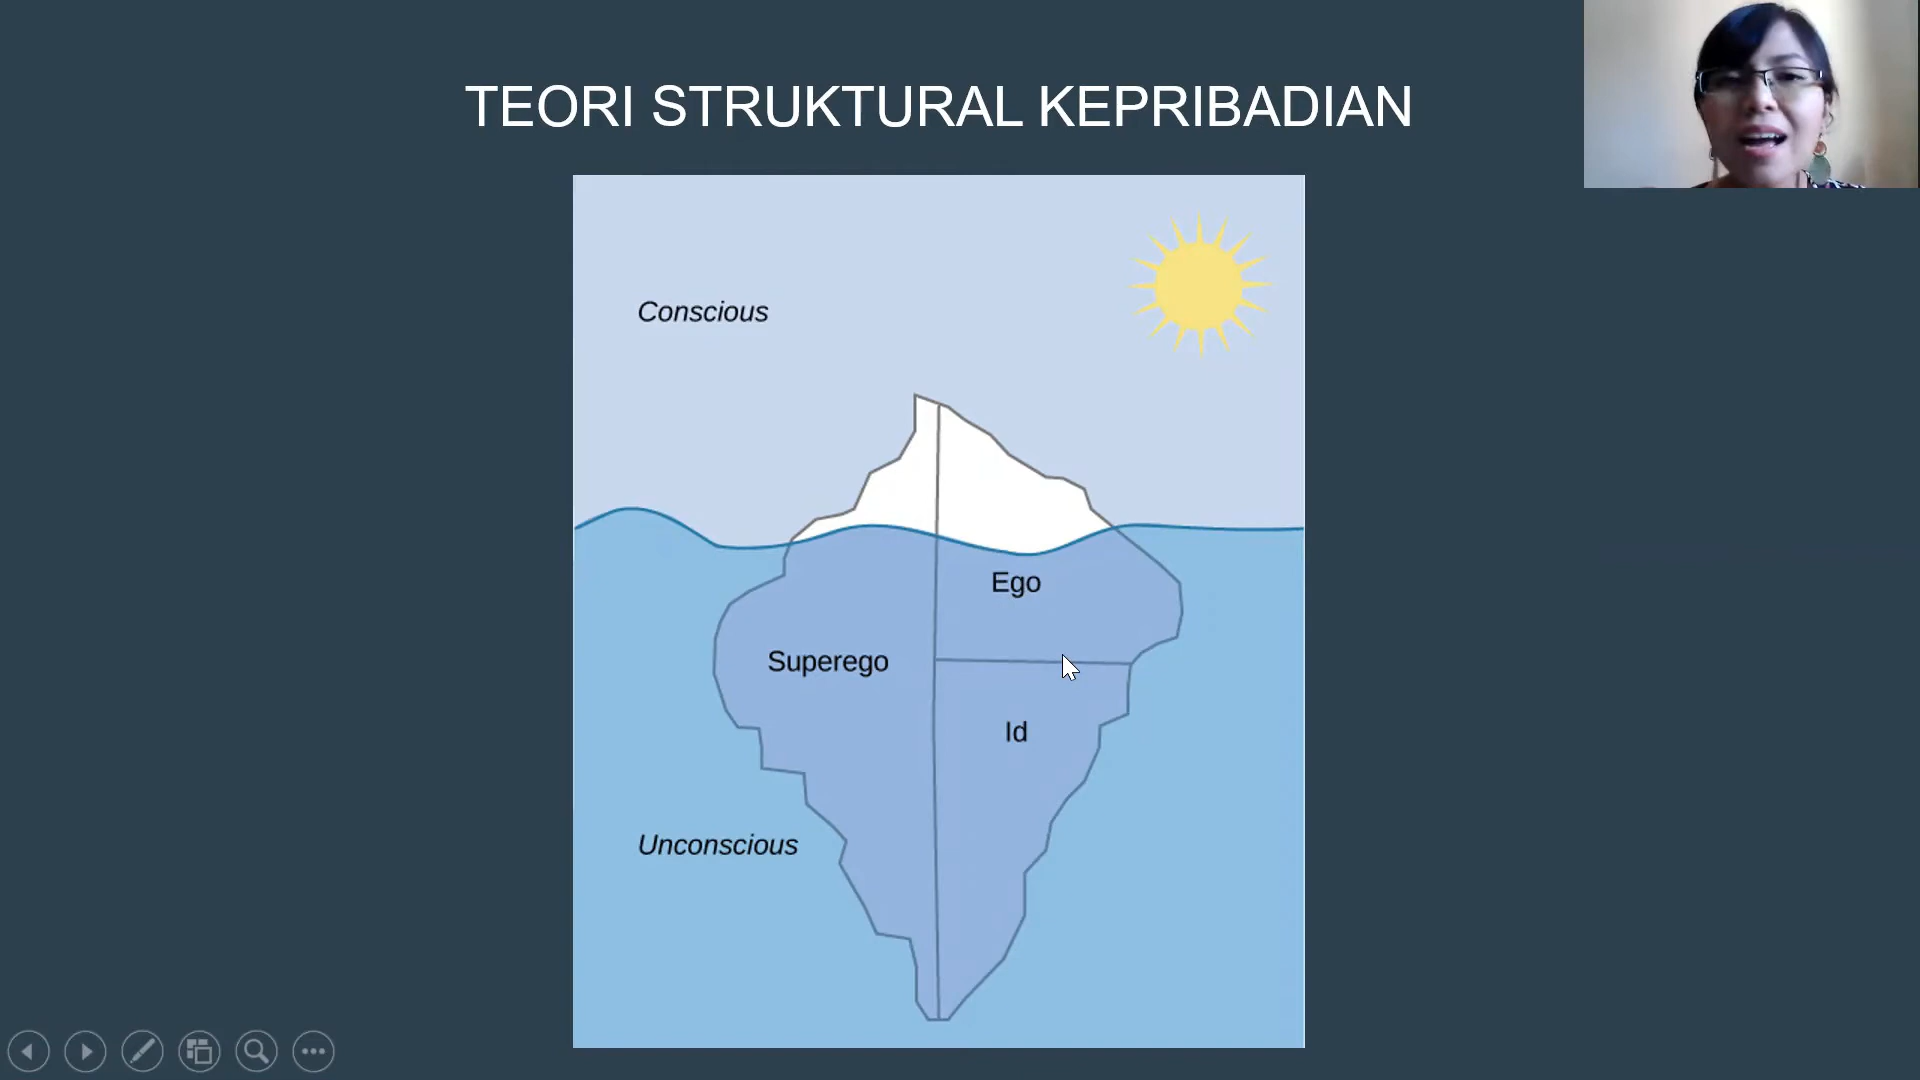 TEORI STRUKTURAL KEPRIBADIAN
Conscious
Ego
Superego
Id
Unconscious